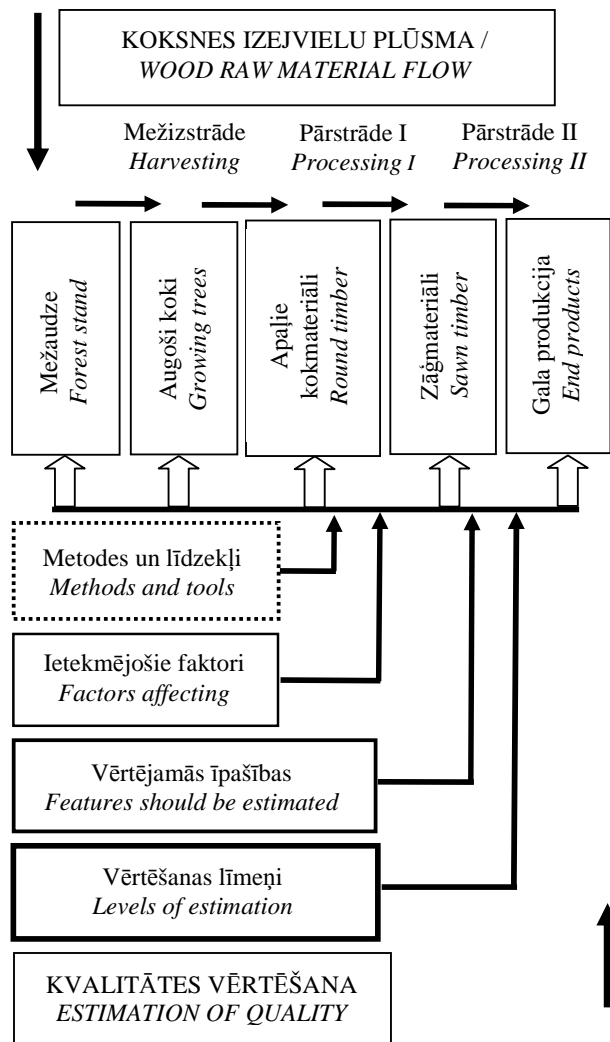 KOKSNES IZEJVIELU PLŪSMA /
WOOD RAW MATERIAL FLOW
Mežizstrāde
Harvesting
Pārstrāde I
Processing I
Pārstrāde II
Processing II
Mežaudze
Forest stand
Augoši koki
Growing trees
Apaļie
kokmateriāli
Round timber
Zāģmateriāli
Sawn timber
Gala produkcija
End products
Metodes un līdzekļi
Methods and tools
Ietekmējošie faktori
Factors affecting
Vērtējamās īpašības
Features should be estimated
Vērtēšanas līmeņi
Levels of estimation
KVALITĀTES VĒRTĒŠANA
ESTIMATION OF QUALITY